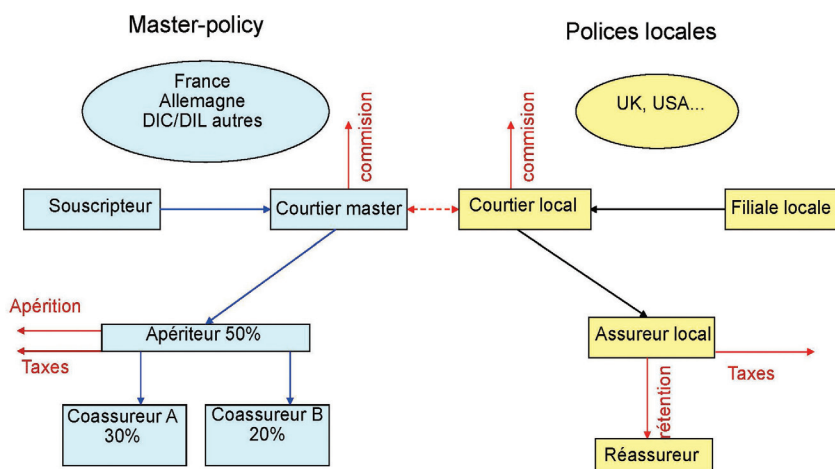 Master-policy
Polices locales
France
Allemagne
DIC/DIL autres
UK, USA...
commision
commision
Souscripteur
Courtier master
Courtier local
Filiale locale
Apérition
Apériteur 50%
Taxes
Assureur local
Taxes
rétention
Coassureur A
30%
Coassureur B
20%
Réassureur